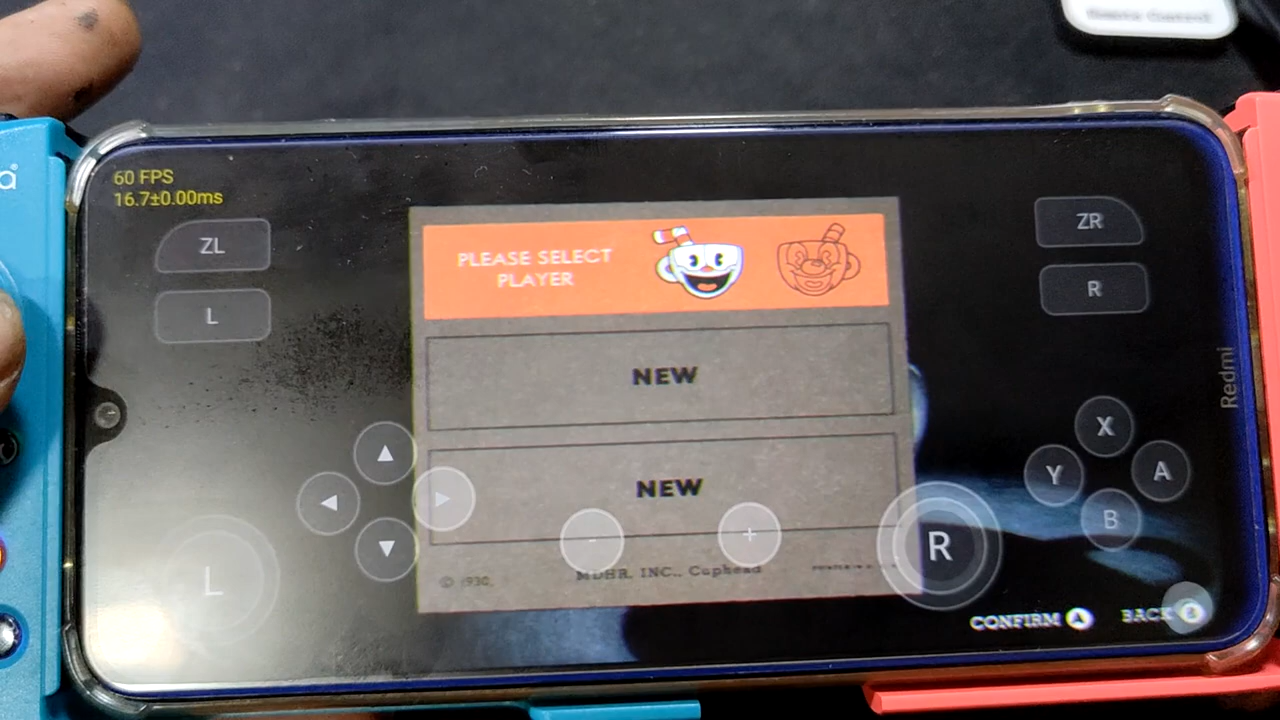 60 FPS
16.7±0.00ms
ZL
L
ZR
R
PLEASE SELECT
PLAYER
NEW
NEW
X
Y
A
B
L
-
+
R
© 1930,
MDHR. INC., Cuphead
CONFIRM A
BACK B
Redmi